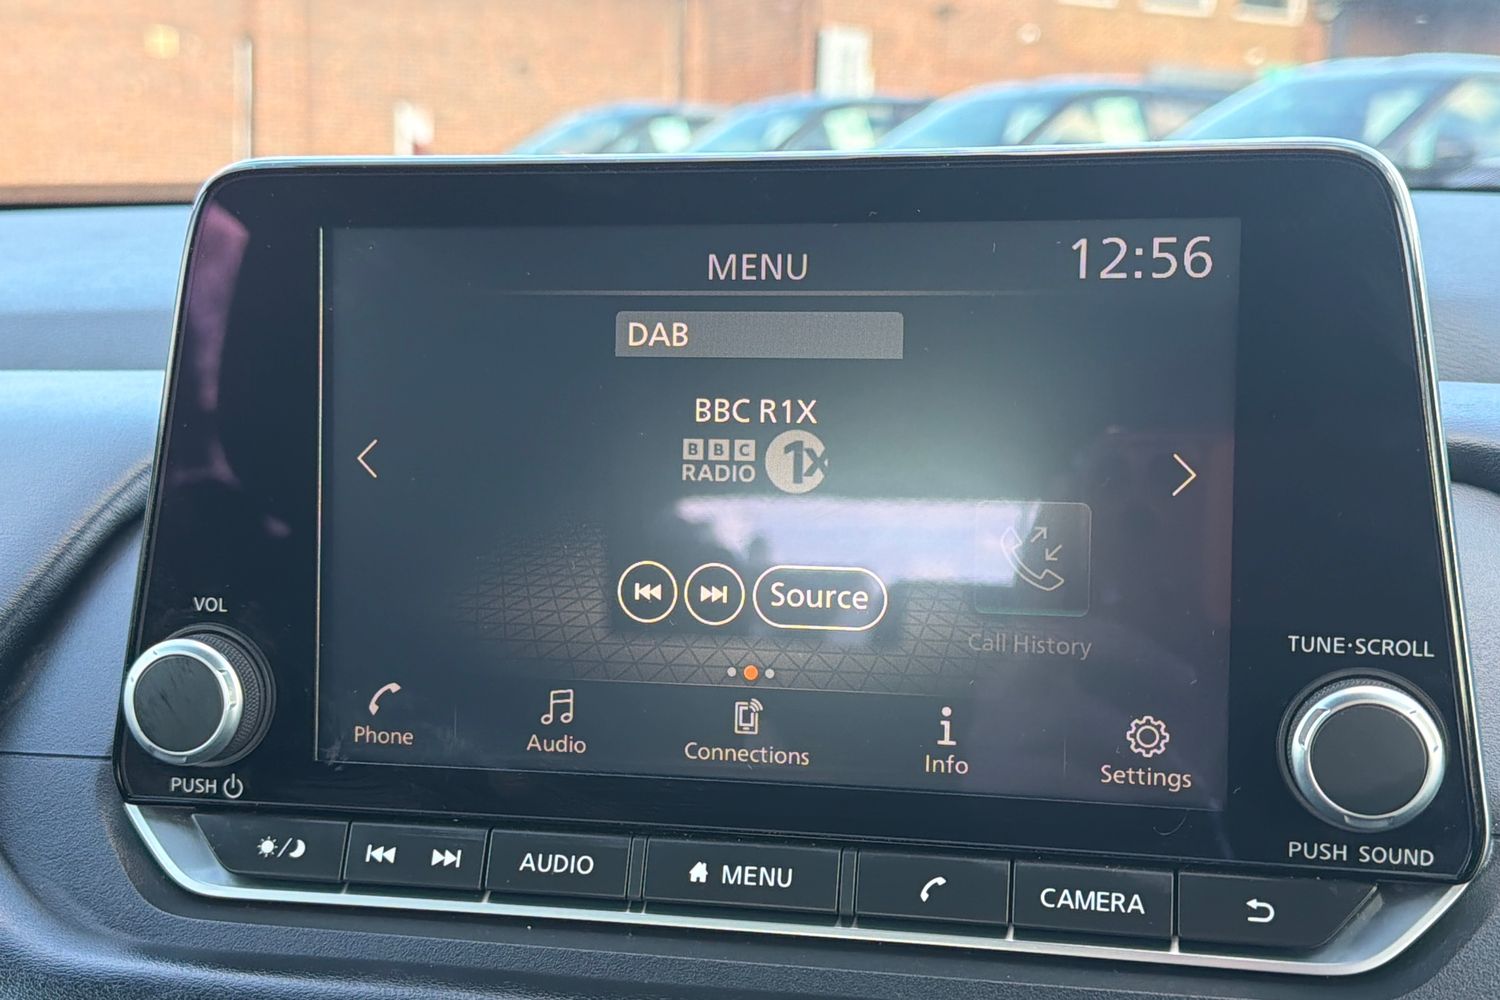 MENU
12:56
DAB
BBC R1X
BBC
RADIO
1X
Source
Call History
Phone
Audio
Connections
Info
Settings
VOL
PUSH
TUNE·SCROLL
PUSH SOUND
AUDIO
MENU
CAMERA